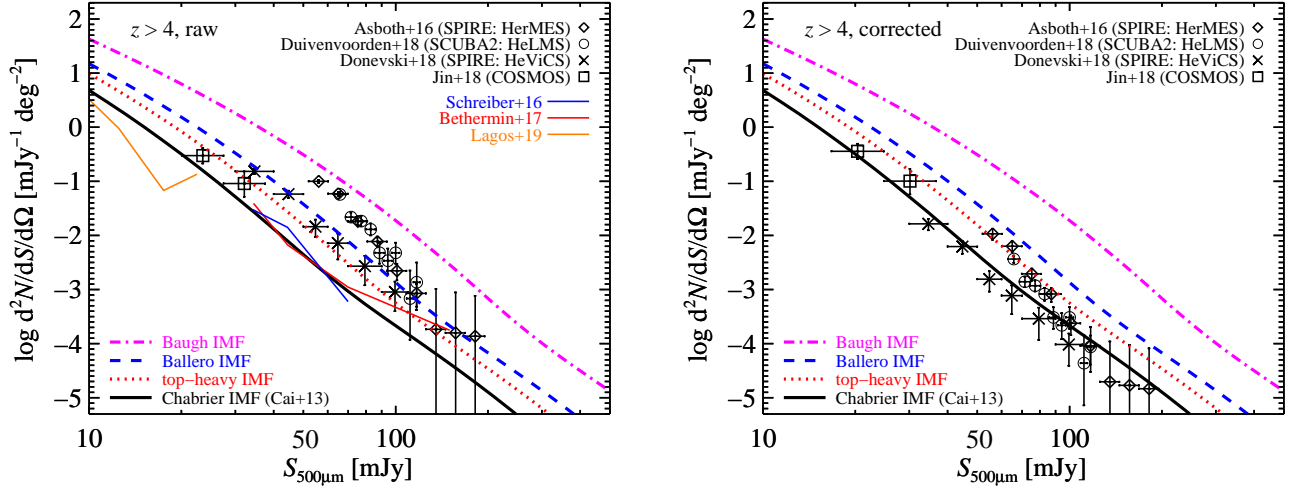 z > 4, raw
Asboth+16 (SPIRE: HerMES)
Duivenvoorden+18 (SCUBA2: HeLMS)
Donevski+18 (SPIRE: HeViCS)
Jin+18 (COSMOS)
Schreiber+16
Bethermin+17
Lagos+19
Baugh IMF
Ballero IMF
top−heavy IMF
Chabrier IMF (Cai+13)
log d²N/dS/dΩ [mJy⁻¹ deg⁻²]
2
1
0
−1
−2
−3
−4
−5
10
50
100
S500μm [mJy]
z > 4, corrected
Asboth+16 (SPIRE: HerMES)
Duivenvoorden+18 (SCUBA2: HeLMS)
Donevski+18 (SPIRE: HeViCS)
Jin+18 (COSMOS)
Baugh IMF
Ballero IMF
top−heavy IMF
Chabrier IMF (Cai+13)
log d²N/dS/dΩ [mJy⁻¹ deg⁻²]
2
1
0
−1
−2
−3
−4
−5
10
50
100
S500μm [mJy]